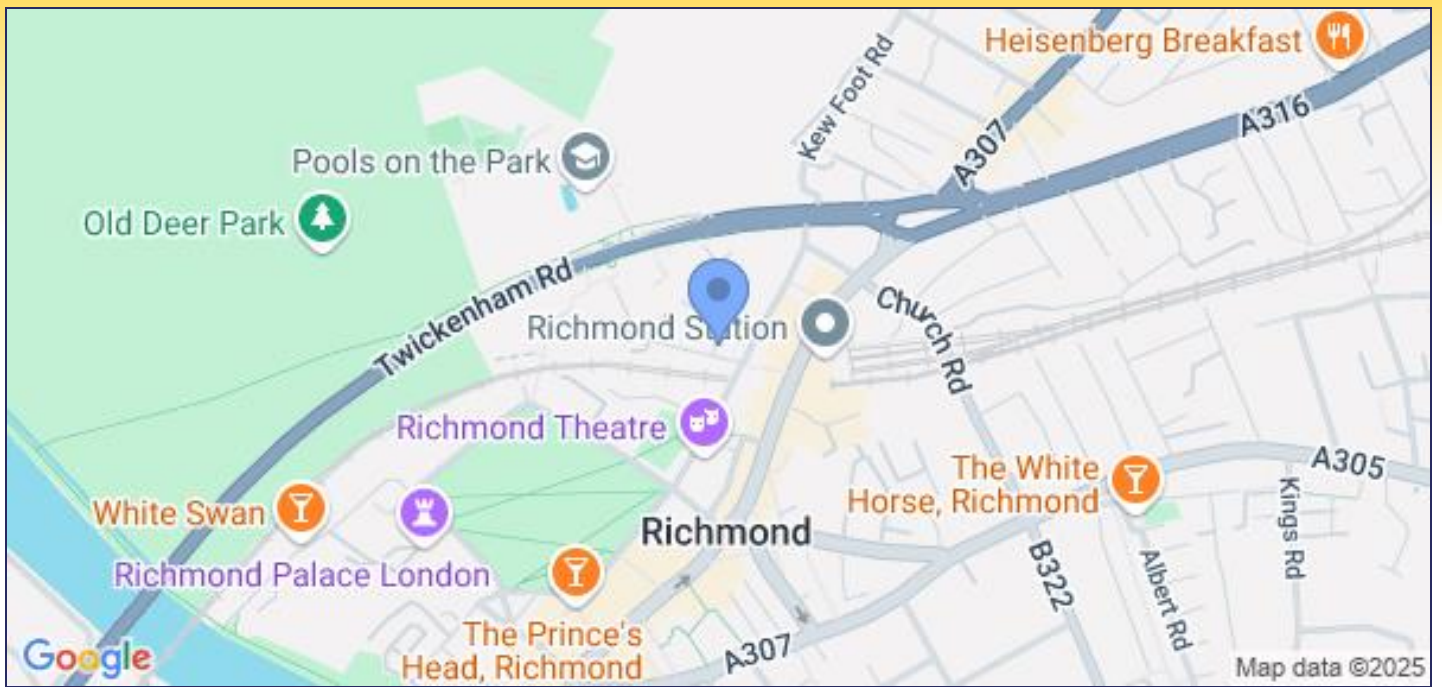 Heisenberg Breakfast
Kew Foot Rd
A307
A316
Pools on the Park
Old Deer Park
Twickenham Rd
Richmond Station
Church Rd
Richmond Theatre
The White
Horse, Richmond
A305
Kings Rd
White Swan
Richmond
Richmond Palace London
B322
Albert Rd
The Prince's
Head, Richmond
A307
Google
Map data ©2025